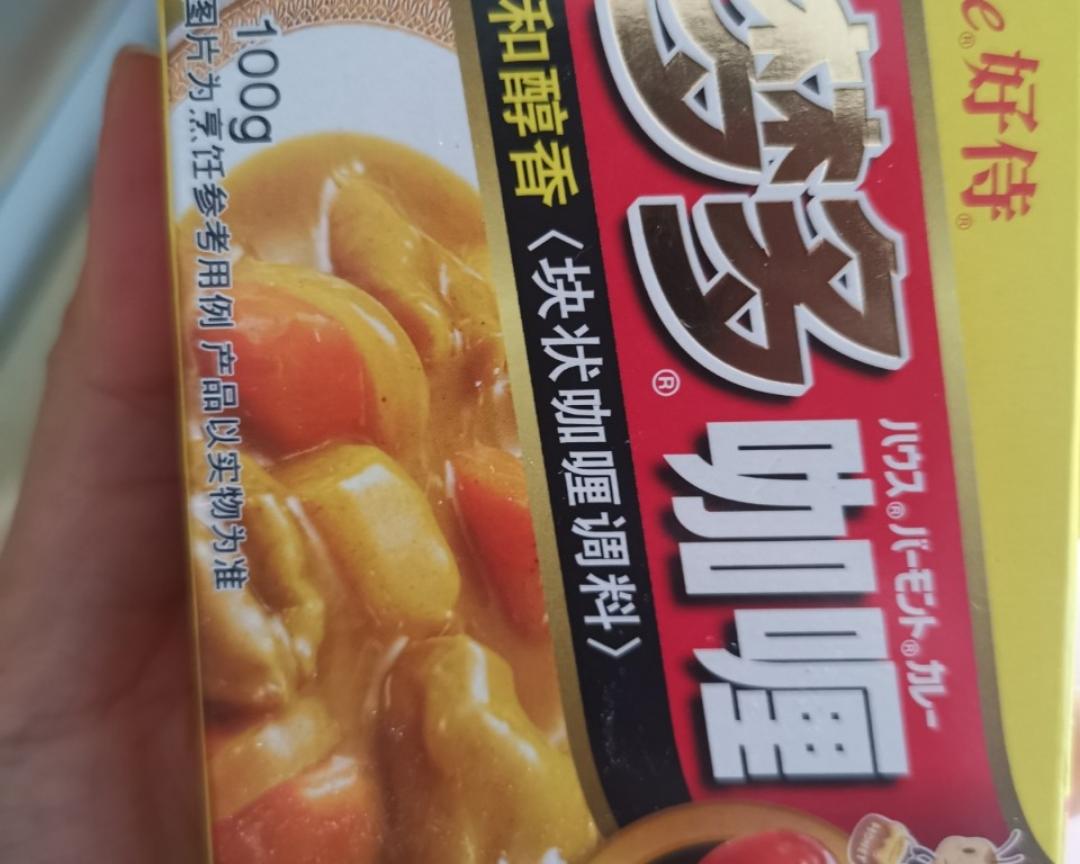 e® 好侍®
ハウス®バーモント®カレー
梦多®
咖喱
和醇香〈块状咖喱调料〉
100g
图片为烹饪参考用例 产品以实物为准
HONEY